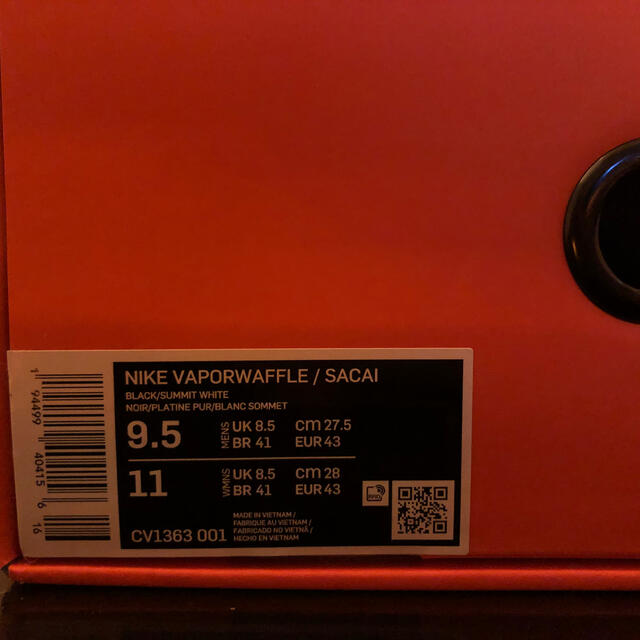 NIKE VAPORWAFFLE / SACAI
BLACK/SUMMIT WHITE
NOIR/PLATINE PUR/BLANC SOMMET
9.5 MENS UK 8.5 CM 27.5
BR 41 EUR 43
11 WMNS UK 8.5 CM 28
BR 41 EUR 43
MADE IN VIETNAM /
FABRIQUE AU VIETNAM /
FABRICADO NO VIETNÃ /
HECHO EN VIETNAM
CV1363 001
1 94499 40415 6
16